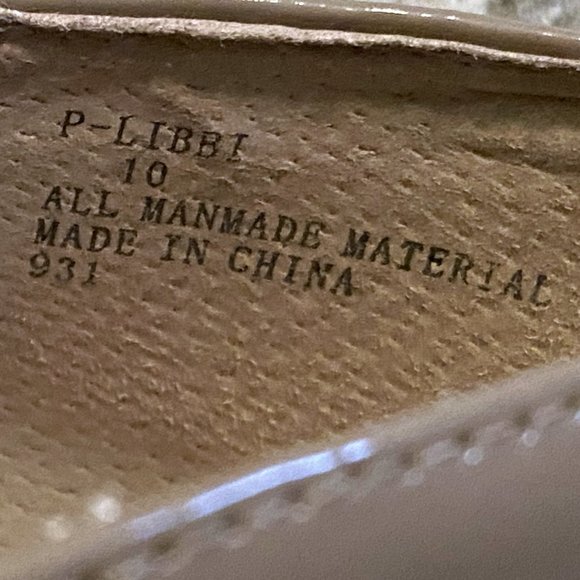 P-LIBBI
10
ALL MANMADE MATERIAL
MADE IN CHINA
931